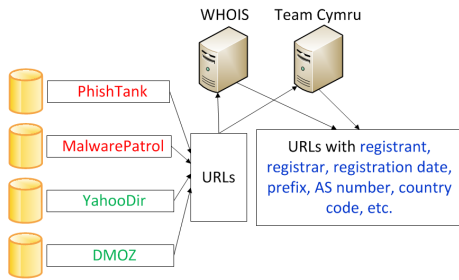 WHOIS
Team Cymru
PhishTank
MalwarePatrol
YahooDir
DMOZ
URLs
URLs with registrant,
registrar, registration date,
prefix, AS number, country
code, etc.